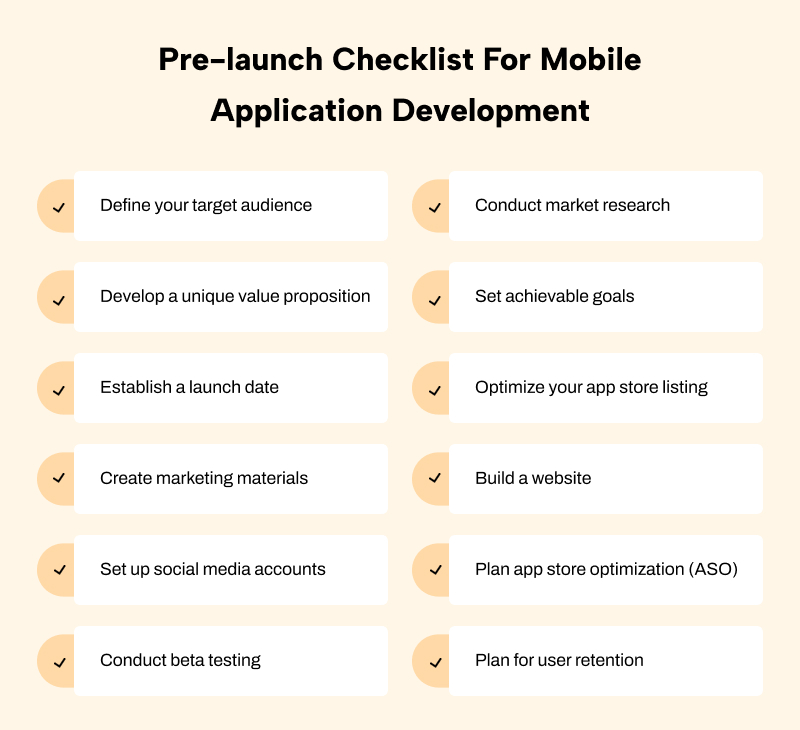 Pre-launch Checklist For Mobile
Application Development
Define your target audience
Conduct market research
Develop a unique value proposition
Set achievable goals
Establish a launch date
Optimize your app store listing
Create marketing materials
Build a website
Set up social media accounts
Plan app store optimization (ASO)
Conduct beta testing
Plan for user retention